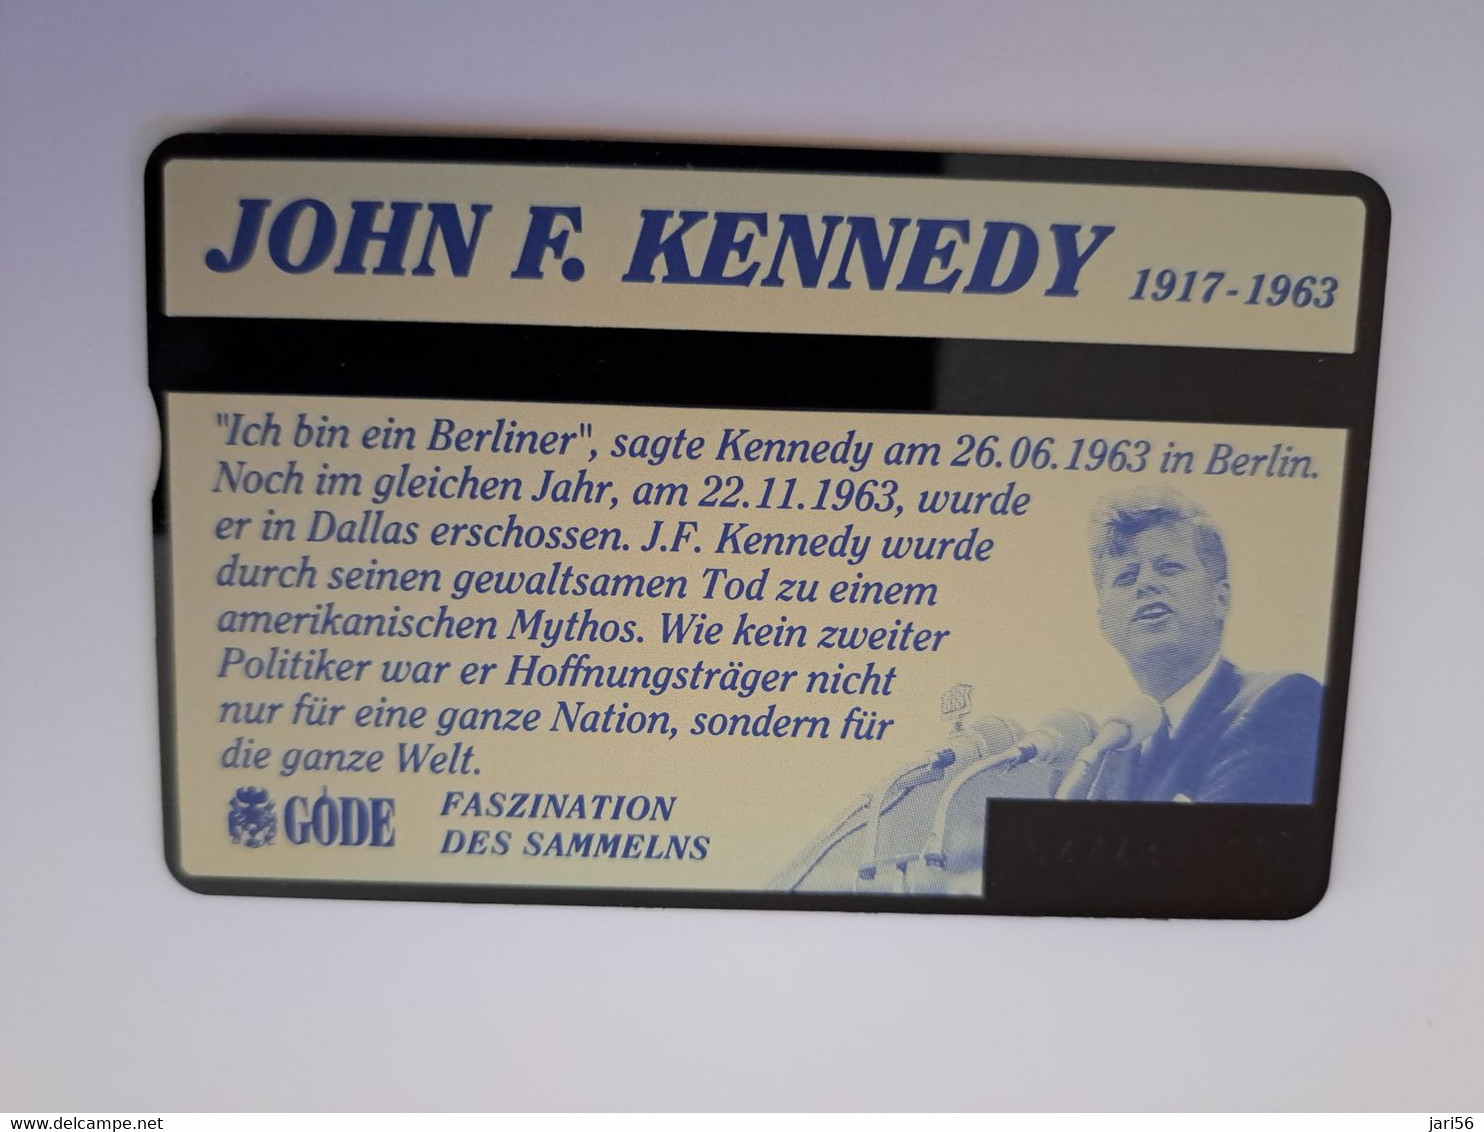 JOHN F. KENNEDY 1917-1963
"Ich bin ein Berliner", sagte Kennedy am 26.06.1963 in Berlin.
Noch im gleichen Jahr, am 22.11.1963, wurde
er in Dallas erschossen. J.F. Kennedy wurde
durch seinen gewaltsamen Tod zu einem
amerikanischen Mythos. Wie kein zweiter
Politiker war er Hoffnungsträger nicht
nur für eine ganze Nation, sondern für
die ganze Welt.
GÖDE
FASZINATION
DES SAMMELNS
delcampe.net
jari56